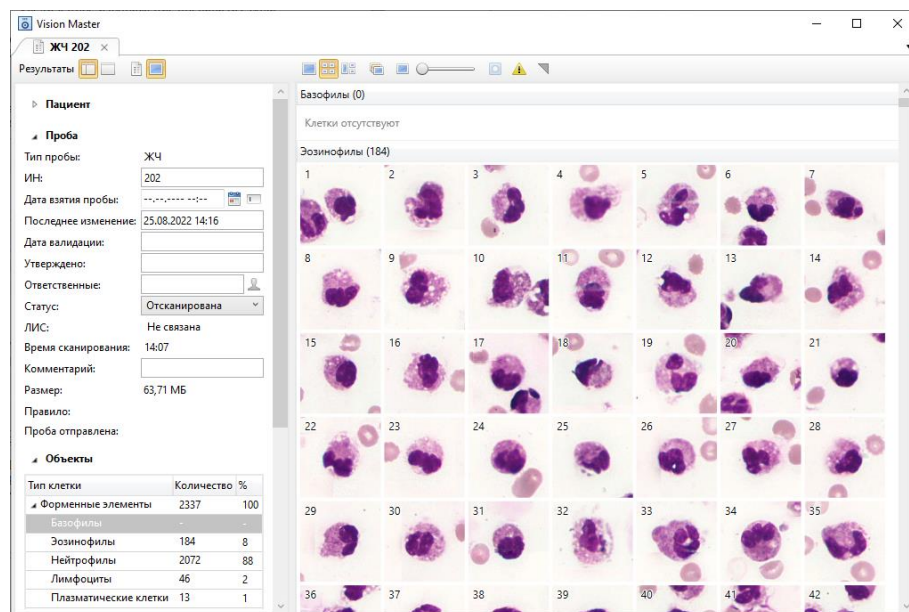 Vision Master
ЖЧ 202
Результаты
Пациент
Проба
Тип пробы: ЖЧ
ИН: 202
Дата взятия пробы: --.--.---- --:--
Последнее изменение: 25.08.2022 14:16
Дата валидации:
Утверждено:
Ответственные:
Статус: Отсканирована
ЛИС: Не связана
Время сканирования: 14:07
Комментарий:
Размер: 63,71 МБ
Правило:
Проба отправлена:
Объекты
Тип клетки Количество %
Форменные элементы 2337 100
Базофилы - -
Эозинофилы 184 8
Нейтрофилы 2072 88
Лимфоциты 46 2
Плазматические клетки 13 1
Базофилы (0)
Клетки отсутствуют
Эозинофилы (184)
1 2 3 4 5 6 7
8 9 10 11 12 13 14
15 16 17 18 19 20 21
22 23 24 25 26 27 28
29 30 31 32 33 34 35
36 37 38 39 40 41 42